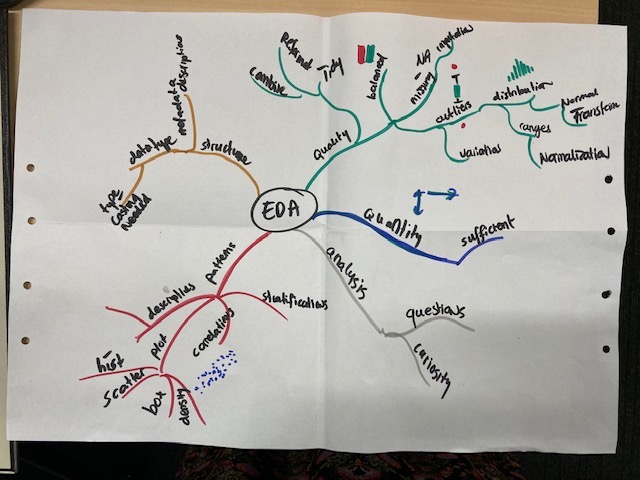 EDA
structure
metadata
description
datatype
type
casting
needed
Quality
Tidy
combine
balanced
missing
NA
imputation
outliers
variation
distribution
Normal
Transform
ranges
Normalization
quantity
sufficient
analysis
questions
curiosity
patterns
descriptives
stratifications
correlations
plot
hist
scatter
box
density